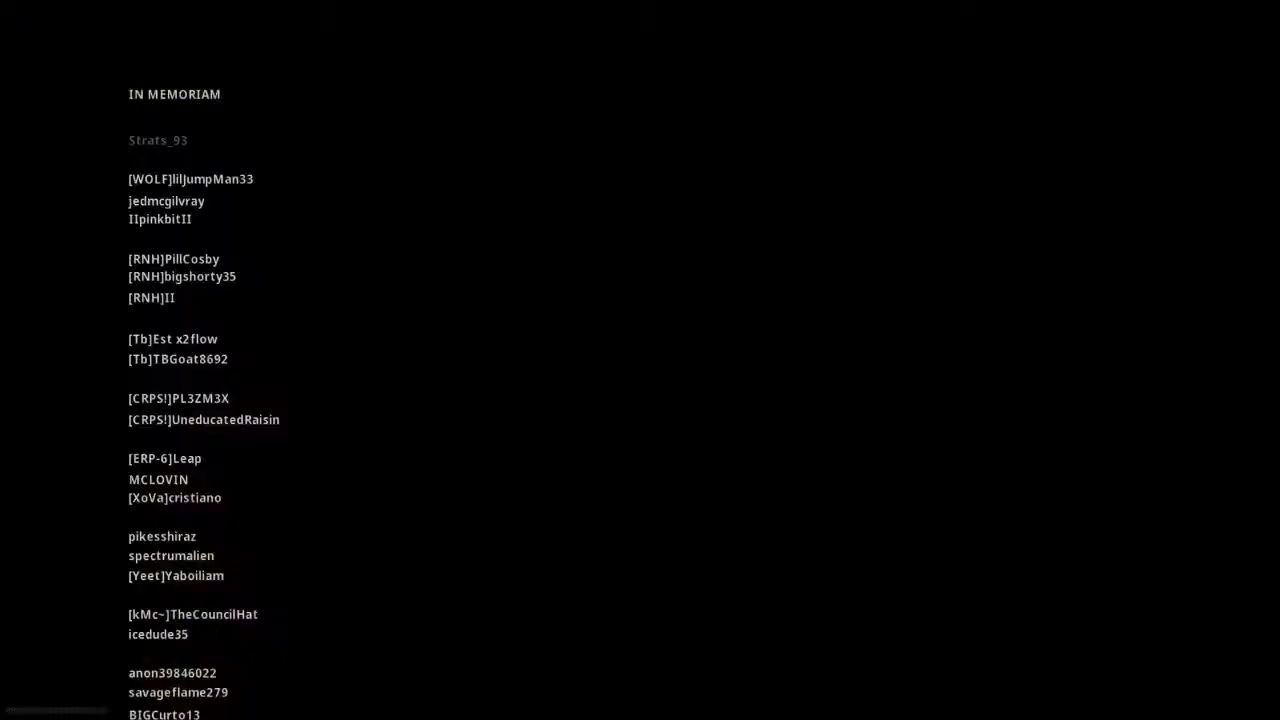 IN MEMORIAM
Strats_93
[WOLF]lilJumpMan33
jedmcgilvray
IIpinkbitII
[RNH]PillCosby
[RNH]bigshorty35
[RNH]II
[Tb]Est x2flow
[Tb]TBGoat8692
[CRPS!]PL3ZM3X
[CRPS!]UneducatedRaisin
[ERP-6]Leap
MCLOVIN
[XoVa]cristiano
pikesshiraz
spectrumalien
[Yeet]Yaboiliam
[kMc~]TheCouncilHat
icedude35
anon39846022
savageflame279
BIGCurto13